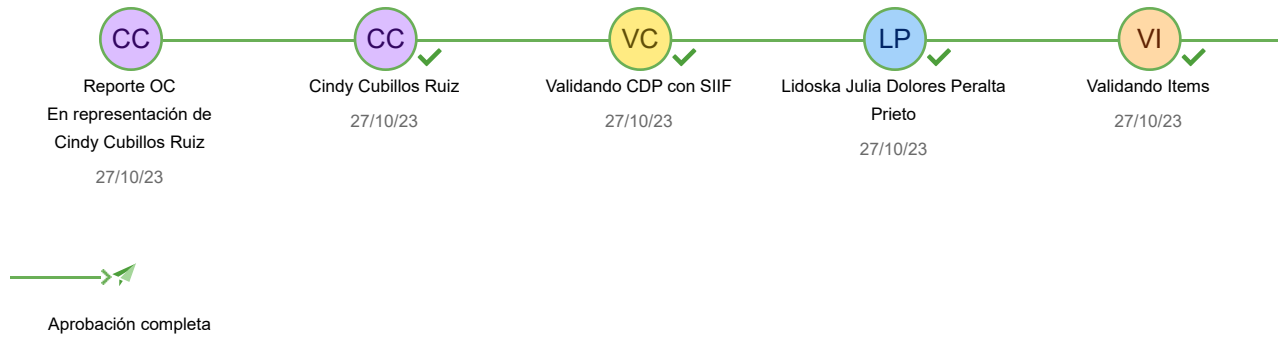 CC
CC
VC
LP
VI
Reporte OC
En representación de
Cindy Cubillos Ruiz
27/10/23
Cindy Cubillos Ruiz
27/10/23
Validando CDP con SIIF
27/10/23
Lidoska Julia Dolores Peralta
Prieto
27/10/23
Validando Items
27/10/23
Aprobación completa